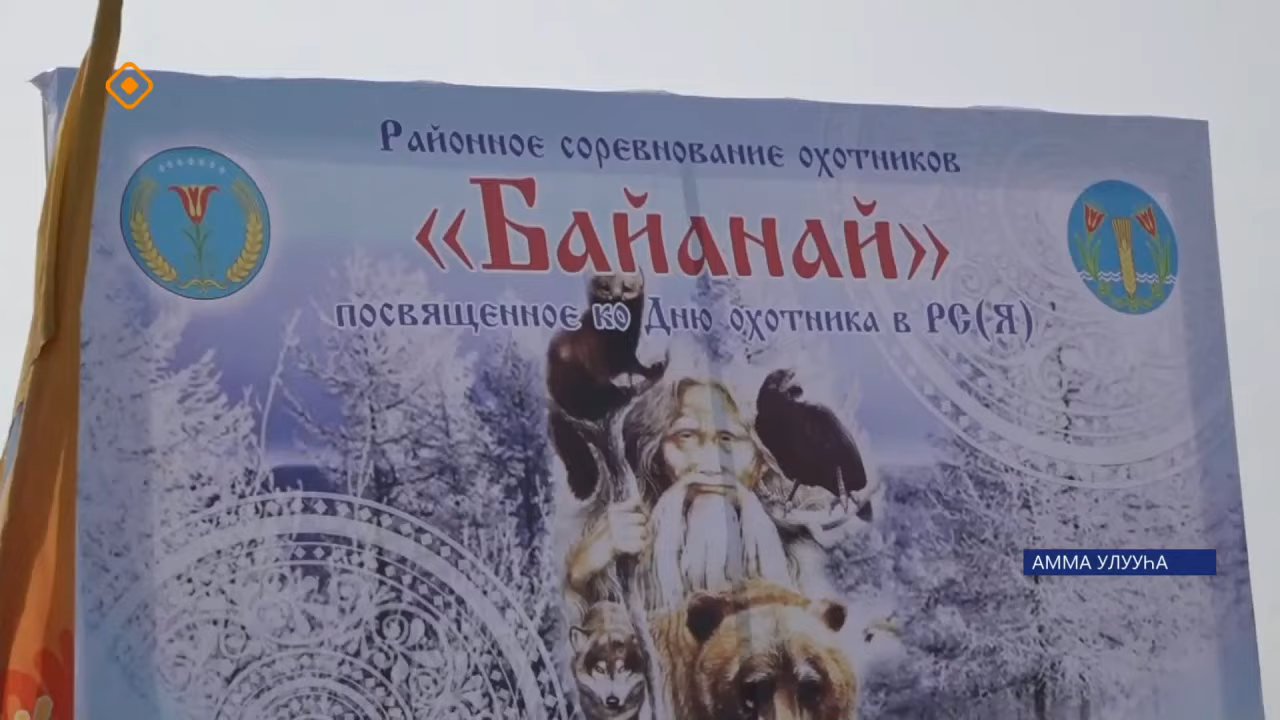 Районное соревнование охотников
«Байанай»
посвященное ко Дню охотника в РС(Я)
АММА УЛУУҺА